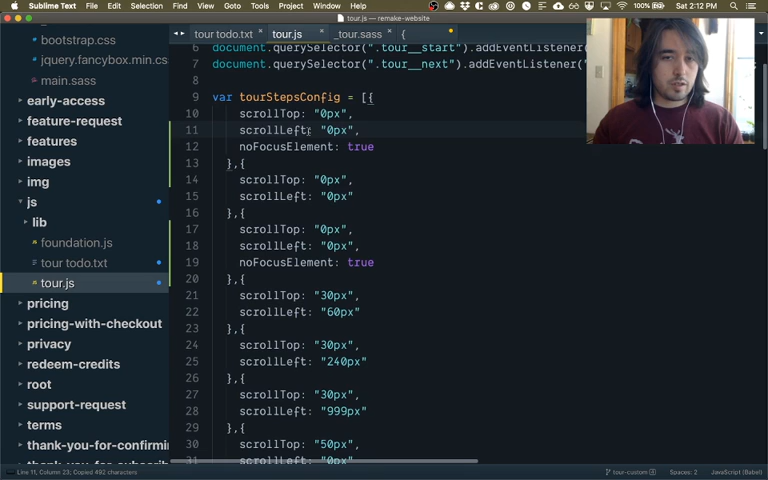 Sublime Text File Edit Selection Find View Goto Tools Project Window Help 100% Sat 2:12 PM
tour.js — remake-website
tour todo.txt × tour.js × _tour.sass × {
bootstrap.css
jquery.fancybox.min.cs
main.sass
early-access
feature-request
features
images
img
js
lib
foundation.js
tour todo.txt
tour.js
pricing
pricing-with-checkout
privacy
redeem-credits
root
support-request
terms
thank-you-for-confirmi
6 document.querySelector(".tour__start").addEventListener(
7 document.querySelector(".tour__next").addEventListener("
8
9 var tourStepsConfig = [{
10 scrollTop: "0px",
11 scrollLeft: "0px",
12 noFocusElement: true
13 },{
14 scrollTop: "0px",
15 scrollLeft: "0px"
16 },{
17 scrollTop: "0px",
18 scrollLeft: "0px",
19 noFocusElement: true
20 },{
21 scrollTop: "30px",
22 scrollLeft: "60px"
23 },{
24 scrollTop: "30px",
25 scrollLeft: "240px"
26 },{
27 scrollTop: "30px",
28 scrollLeft: "999px"
29 },{
30 scrollTop: "50px",
31 scrollLeft: "0px"
Line 11, Column 23; Copied 492 characters
tour-custom Spaces: 2 JavaScript (Babel)